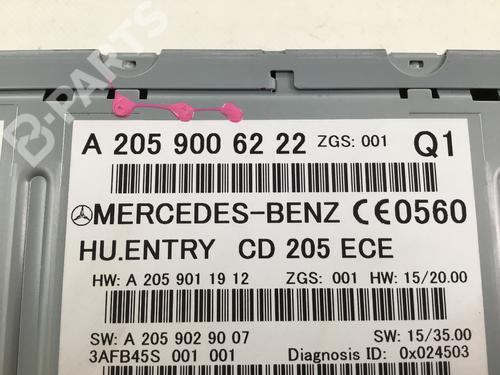 B-PARTS
A 205 900 62 22 ZGS: 001 Q1
MERCEDES-BENZ CE0560
HU.ENTRY CD 205 ECE
HW: A 205 901 19 12 ZGS: 001 HW: 15/20.00
SW: A 205 902 90 07 SW: 15/35.00
3AFB45S 001 001 Diagnosis ID: 0x024503